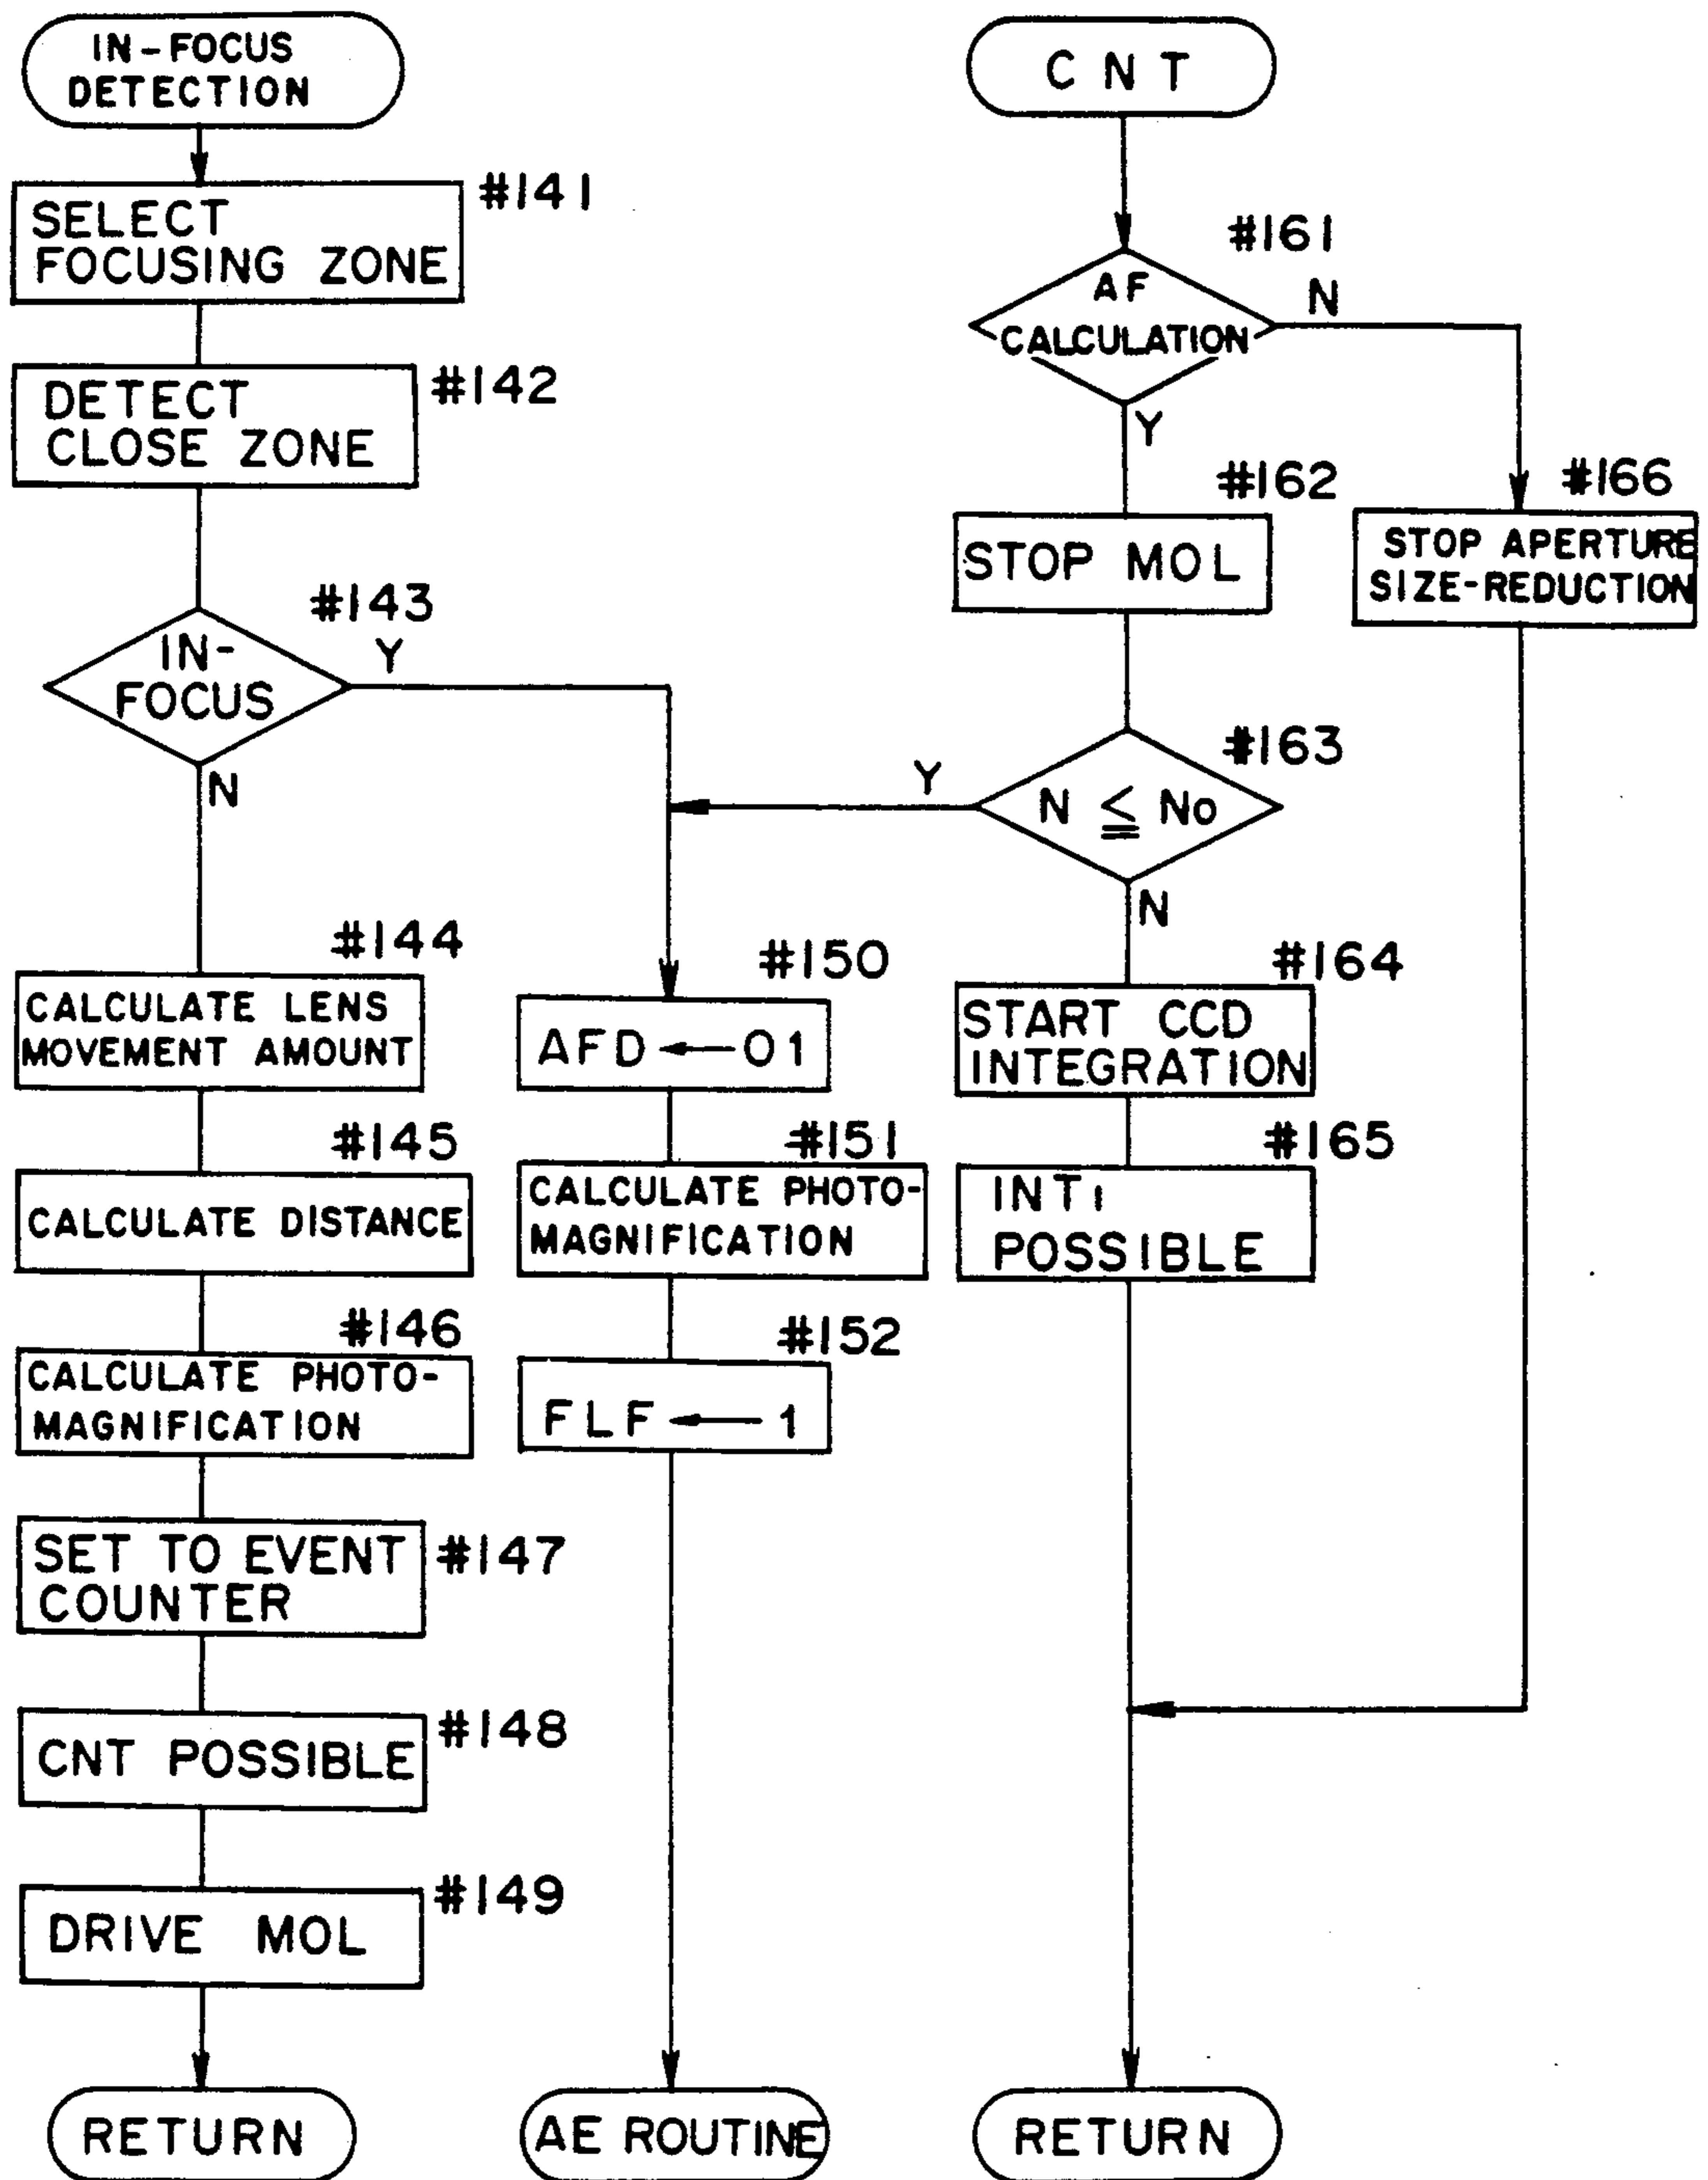 IN-FOCUS
DETECTION
#141
SELECT
FOCUSING ZONE
#142
DETECT
CLOSE ZONE
#143
IN-
FOCUS
Y
N
#144
CALCULATE LENS
MOVEMENT AMOUNT
#145
CALCULATE DISTANCE
#146
CALCULATE PHOTO-
MAGNIFICATION
#147
SET TO EVENT
COUNTER
#148
CNT POSSIBLE
#149
DRIVE MOL
RETURN
#150
AFD ← 01
#151
CALCULATE PHOTO-
MAGNIFICATION
#152
FLF ← 1
AE ROUTINE
CNT
#161
AF
CALCULATION
N
Y
#162
STOP MOL
#163
N ≦ No
Y
N
#164
START CCD
INTEGRATION
#165
INT1
POSSIBLE
RETURN
#166
STOP APERTURE
SIZE-REDUCTION